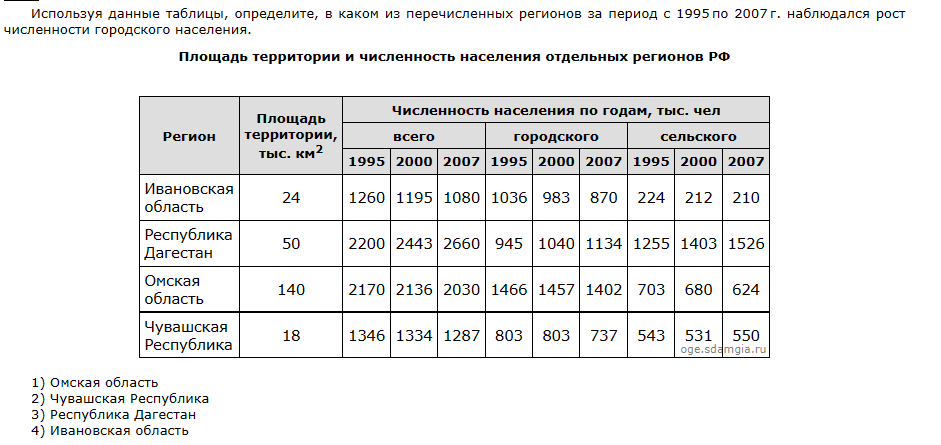 Используя данные таблицы, определите, в каком из перечисленных регионов за период с 1995 по 2007 г. наблюдался рост
численности городского населения.
Площадь территории и численность населения отдельных регионов РФ
Регион Площадь территории, тыс. км2 Численность населения по годам, тыс. чел
всего городского сельского
1995 2000 2007 1995 2000 2007 1995 2000 2007
Ивановская область 24 1260 1195 1080 1036 983 870 224 212 210
Республика Дагестан 50 2200 2443 2660 945 1040 1134 1255 1403 1526
Омская область 140 2170 2136 2030 1466 1457 1402 703 680 624
Чувашская Республика 18 1346 1334 1287 803 803 737 543 531 550
oge.sdamgia.ru
1) Омская область
2) Чувашская Республика
3) Республика Дагестан
4) Ивановская область